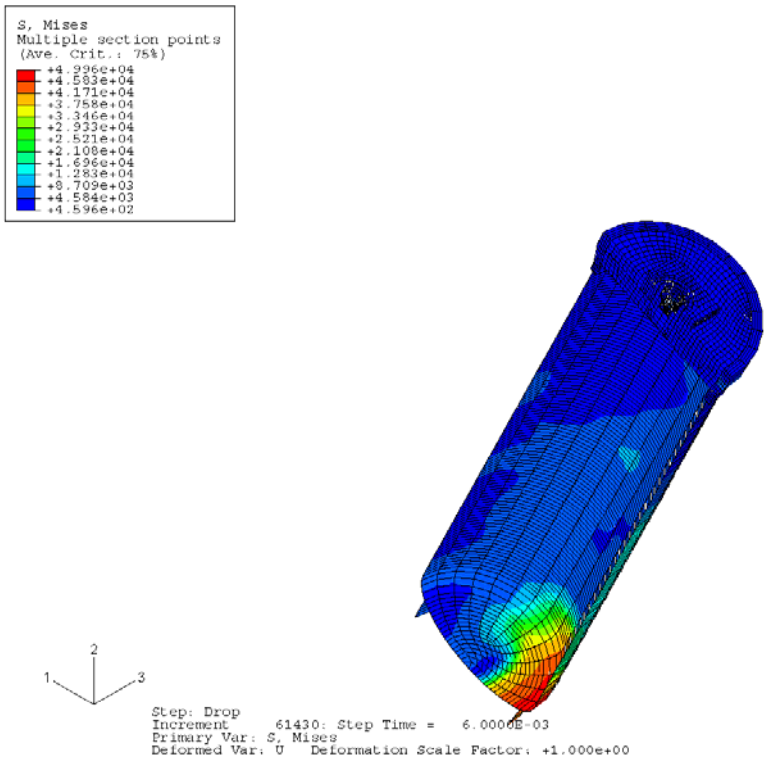 S, Mises
Multiple section points
(Ave. Crit.: 75%)
+4.996e+04
+4.583e+04
+4.171e+04
+3.758e+04
+3.346e+04
+2.933e+04
+2.521e+04
+2.108e+04
+1.696e+04
+1.283e+04
+8.709e+03
+4.584e+03
+4.596e+02
2
1
3
Step: Drop
Increment 61430: Step Time = 6.0000E-03
Primary Var: S, Mises
Deformed Var: U Deformation Scale Factor: +1.000e+00